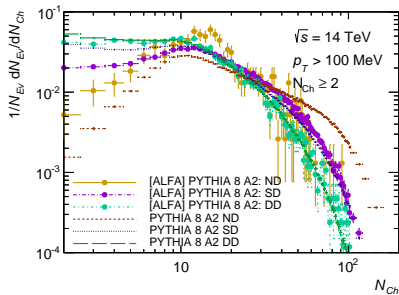 1/N_Ev dN_Ev/dN_Ch
10^-1
10^-2
10^-3
10^-4
√s = 14 TeV
p_T > 100 MeV
N_Ch ≥ 2
[ALFA] PYTHIA 8 A2: ND
[ALFA] PYTHIA 8 A2: SD
[ALFA] PYTHIA 8 A2: DD
PYTHIA 8 A2 ND
PYTHIA 8 A2 SD
PYTHIA 8 A2 DD
10
10^2
N_Ch